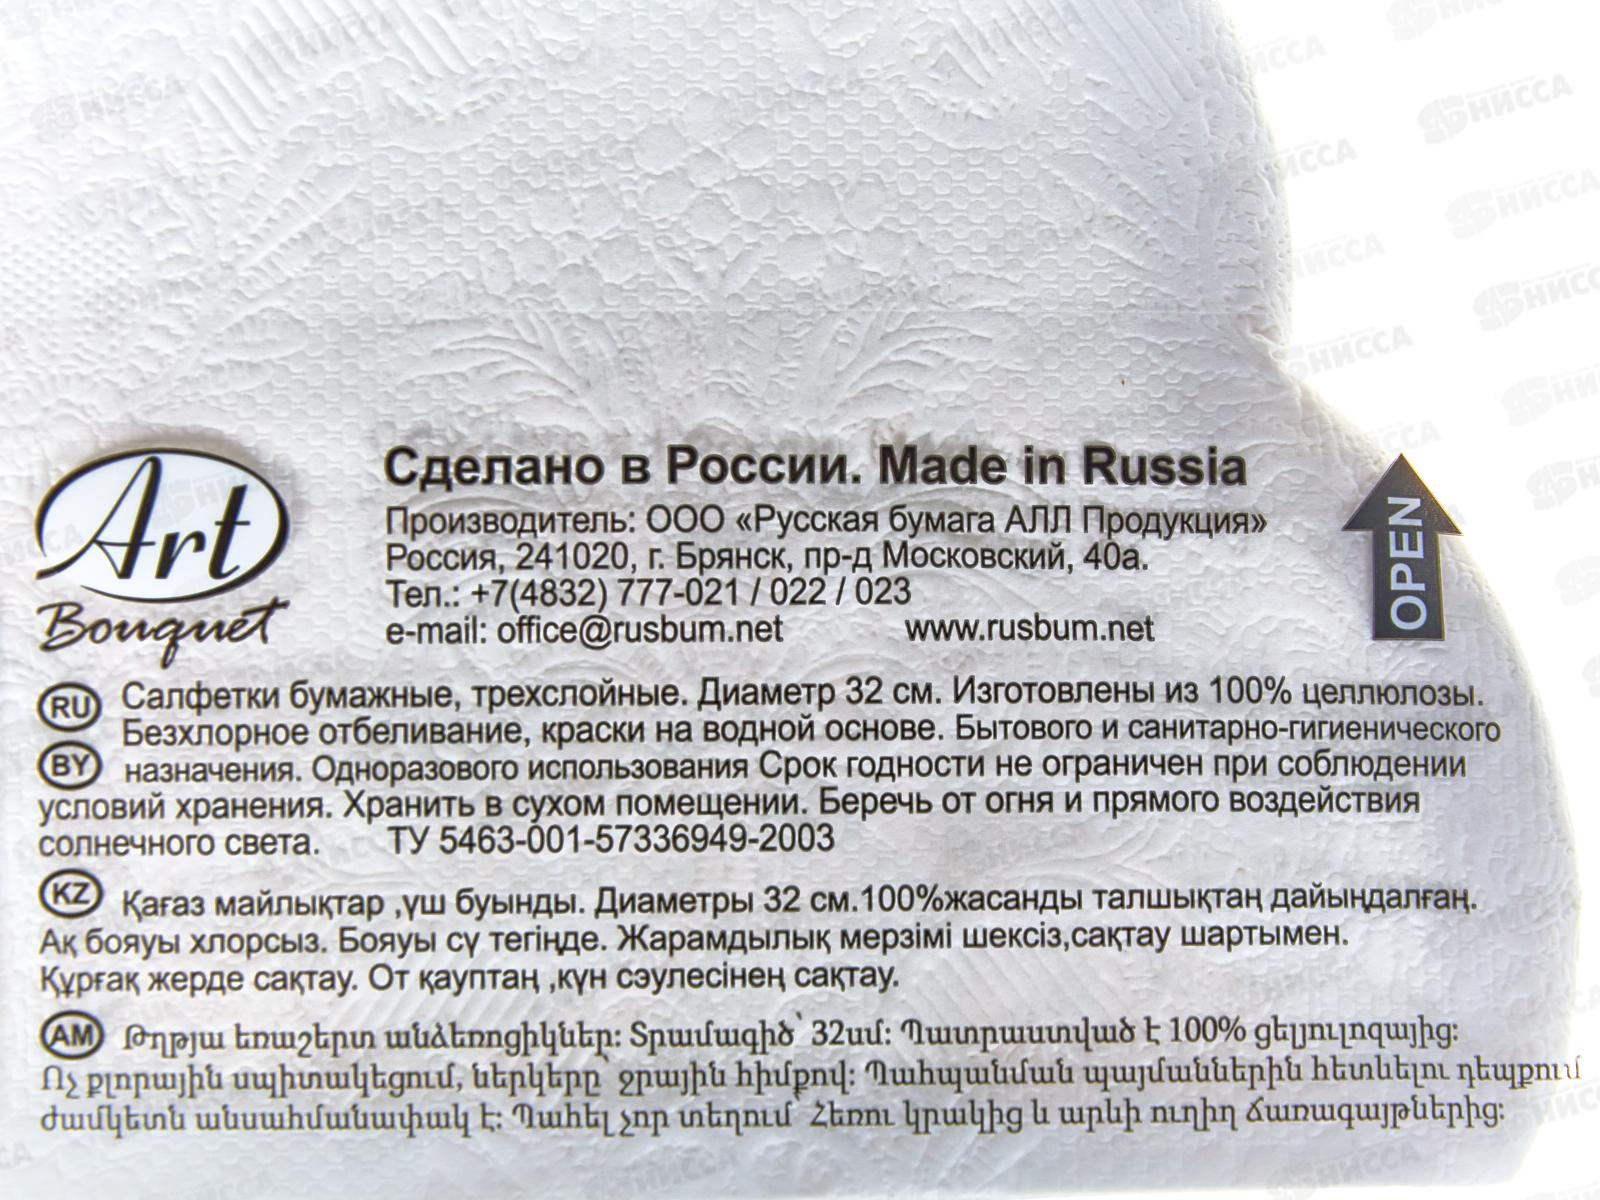 Art
Bouquet
Сделано в России. Made in Russia
Производитель: ООО «Русская бумага АЛЛ Продукция»
Россия, 241020, г. Брянск, пр-д Московский, 40а.
Тел.: +7(4832) 777-021 / 022 / 023
e-mail: office@rusbum.net www.rusbum.net
OPEN
RU Салфетки бумажные, трехслойные. Диаметр 32 см. Изготовлены из 100% целлюлозы.
Безхлорное отбеливание, краски на водной основе. Бытового и санитарно-гигиенического
BY назначения. Одноразового использования Срок годности не ограничен при соблюдении
условий хранения. Хранить в сухом помещении. Беречь от огня и прямого воздействия
солнечного света. ТУ 5463-001-57336949-2003
KZ Қағаз майлықтар ,үш буынды. Диаметры 32 см.100%жасанды талшықтаң дайыңдалғаң.
Ақ бояуы хлорсыз. Бояуы сү тегіңде. Жарамдылық мерзімі шексіз,сақтау шартымен.
Құрғақ жерде сақтау. От қауптаң ,күн сэулесінең сақтау.
AM Թղթյա եռաշերտ անձեռոցիկներ: Տրամագիծ՝ 32սմ: Պատրաստված է 100% ցելյուլոզայից:
Ոչ քլորային սպիտակեցում, ներկերը՝ ջրային հիմքով: Պահպանման պայմաններին հետևելու դեպքում
ժամկետն անսահմանափակ է: Պահել չոր տեղում՝ Հեռու կրակից և արևի ուղիղ ճառագայթներից:
НИССА